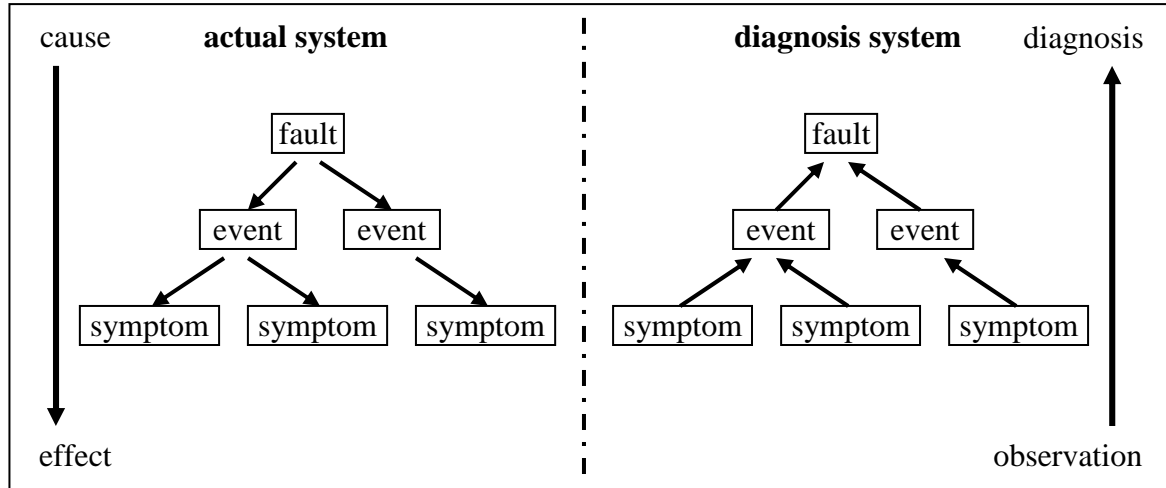 cause actual system diagnosis system diagnosis
fault fault
event event event event
symptom symptom symptom symptom symptom symptom
effect observation